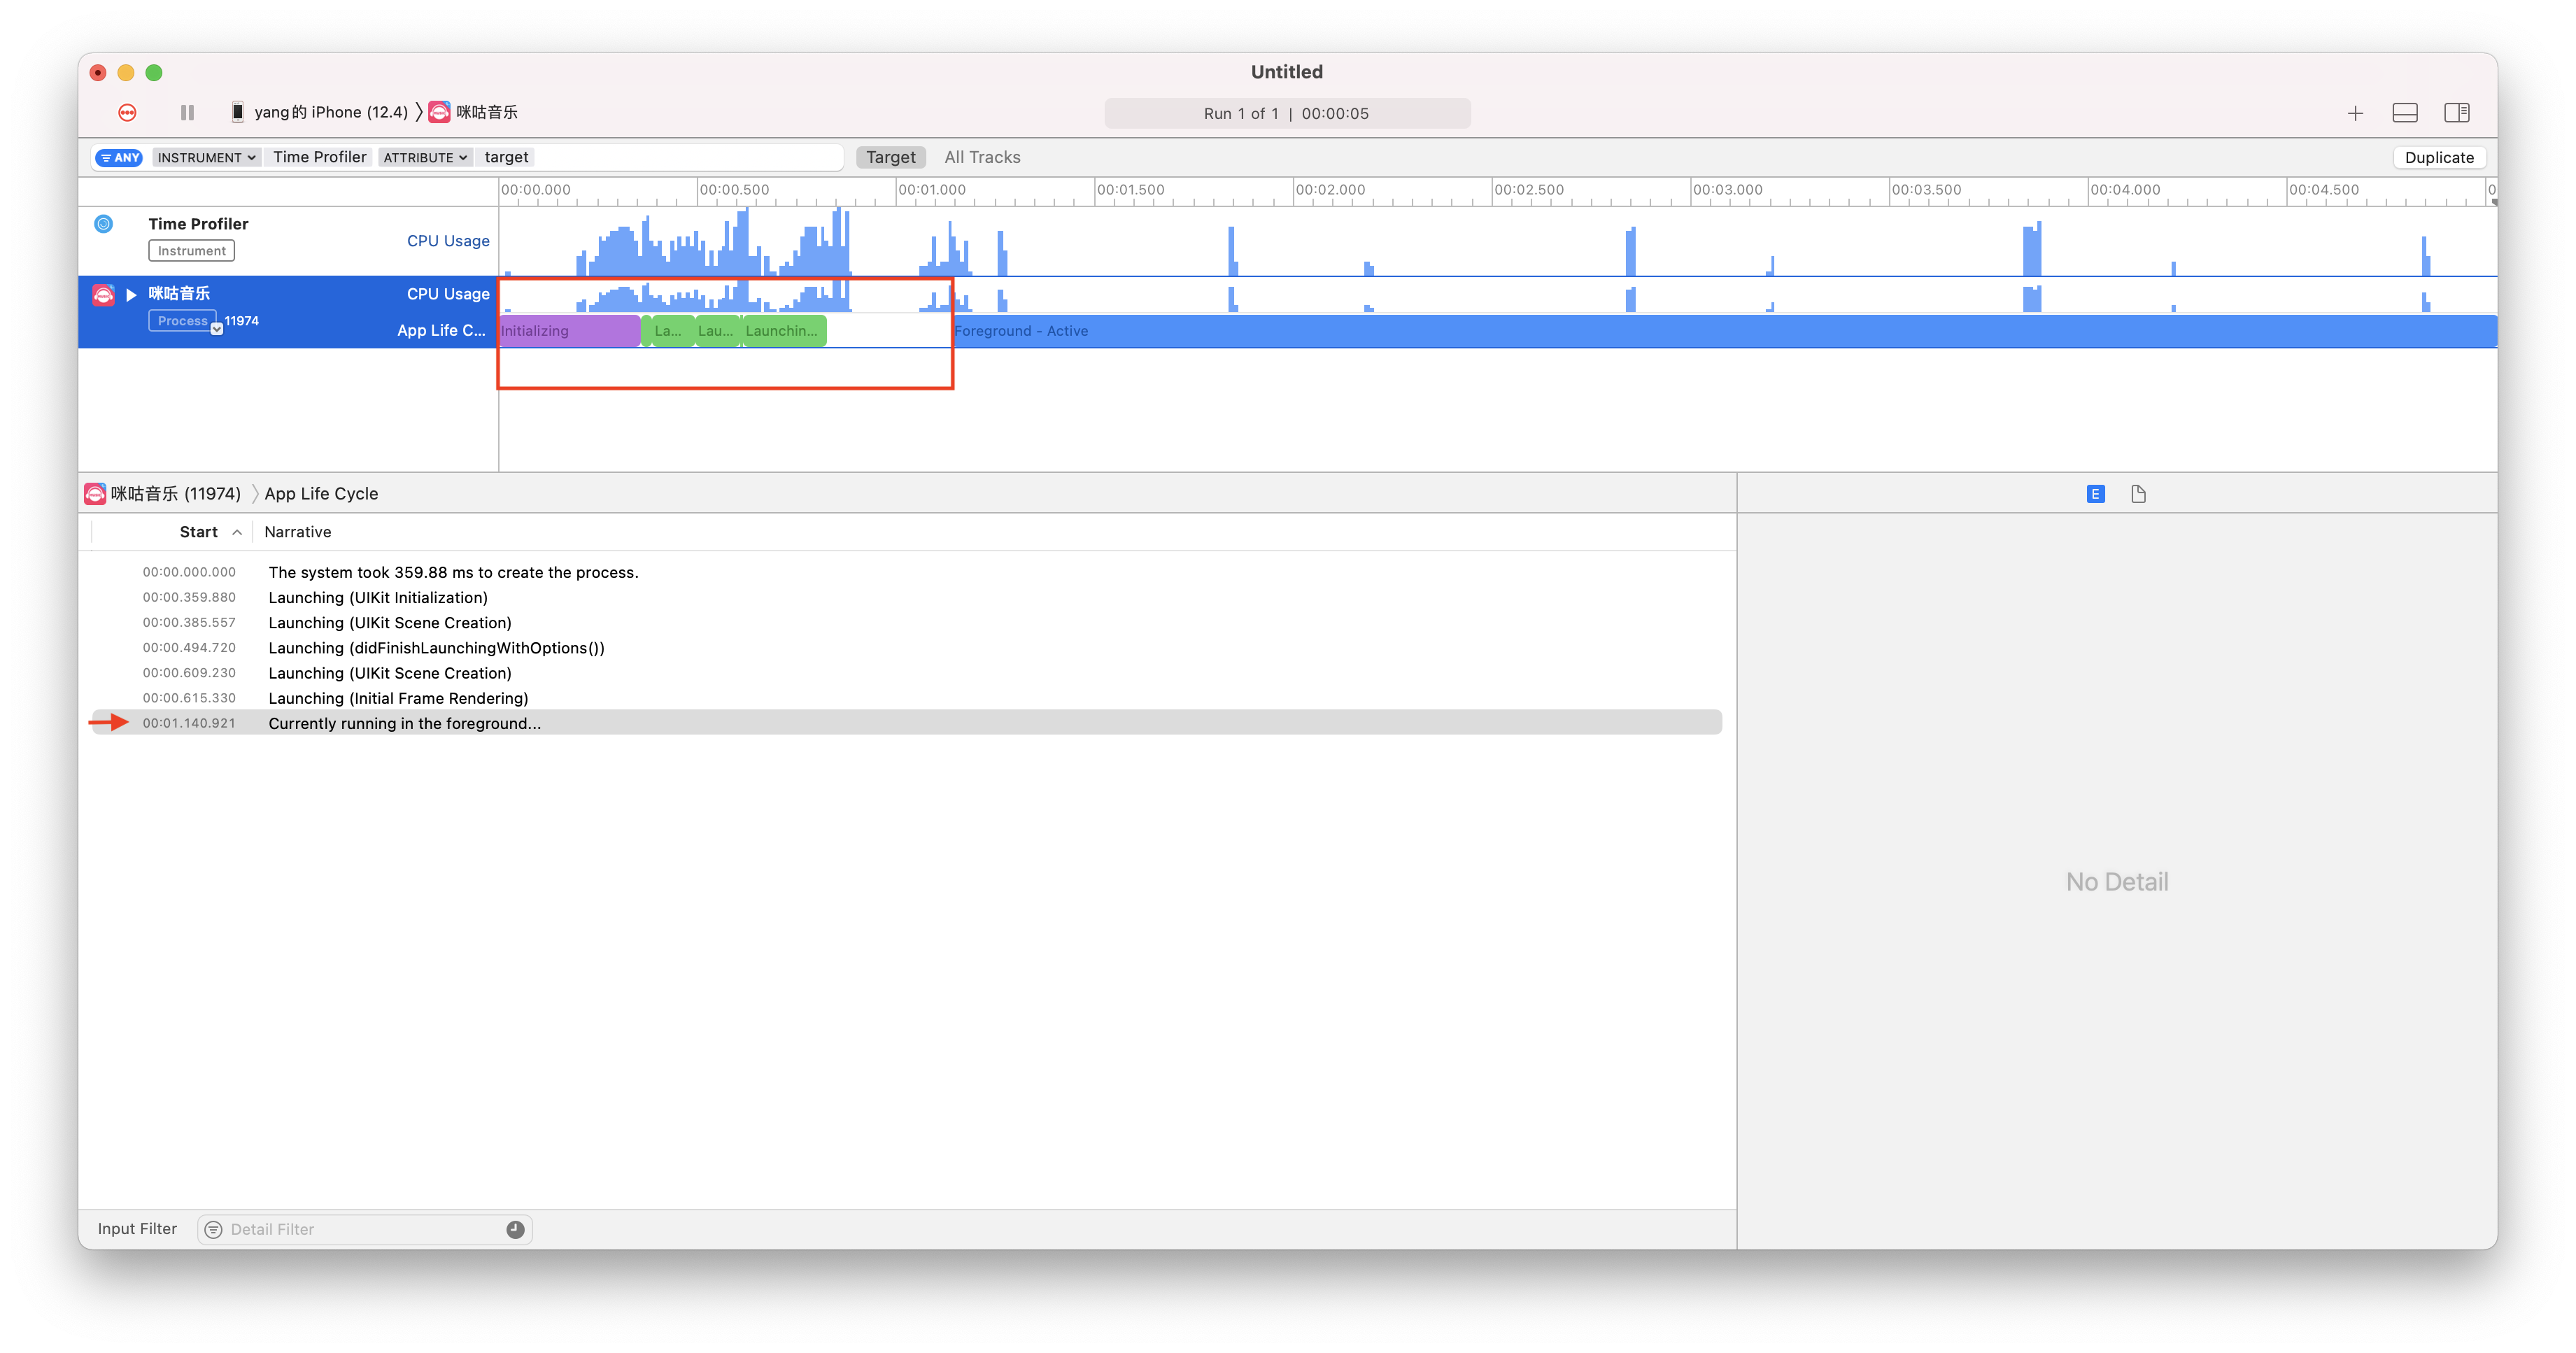 Untitled
yang的 iPhone (12.4) 〉 咪咕音乐
Run 1 of 1 | 00:00:05
ANY INSTRUMENT Time Profiler ATTRIBUTE target Target All Tracks Duplicate
00:00.000 00:00.500 00:01.000 00:01.500 00:02.000 00:02.500 00:03.000 00:03.500 00:04.000 00:04.500 0
Time Profiler
Instrument
CPU Usage
咪咕音乐 CPU Usage
Process 11974
App Life C... Initializing La... Lau... Launchin... Foreground - Active
咪咕音乐 (11974) 〉 App Life Cycle E
Start Narrative
00:00.000.000 The system took 359.88 ms to create the process.
00:00.359.880 Launching (UIKit Initialization)
00:00.385.557 Launching (UIKit Scene Creation)
00:00.494.720 Launching (didFinishLaunchingWithOptions())
00:00.609.230 Launching (UIKit Scene Creation)
00:00.615.330 Launching (Initial Frame Rendering)
00:01.140.921 Currently running in the foreground...
No Detail
Input Filter Detail Filter